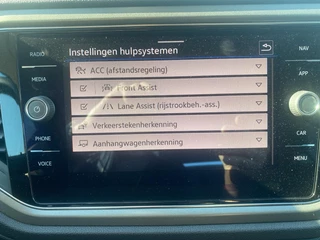 Instellingen hulpsystemen
RADIO
NAV
ACC (afstandsregeling)
MEDIA
APP
Front Assist
Lane Assist (rijstrookbeh.-ass.)
Verkeerstekenherkenning
PHONE
CAR
Aanhangwagenherkenning
VOICE
MENU